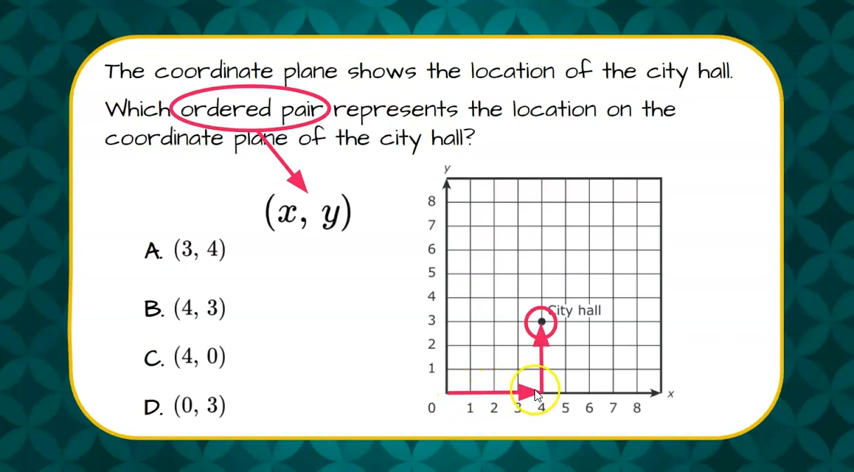 The coordinate plane shows the location of the city hall.
Which ordered pair represents the location on the
coordinate plane of the city hall?
(x, y)
A. (3, 4)
B. (4, 3)
C. (4, 0)
D. (0, 3)
y
8
7
6
5
4
City hall
3
2
1
x
0 1 2 3 4 5 6 7 8